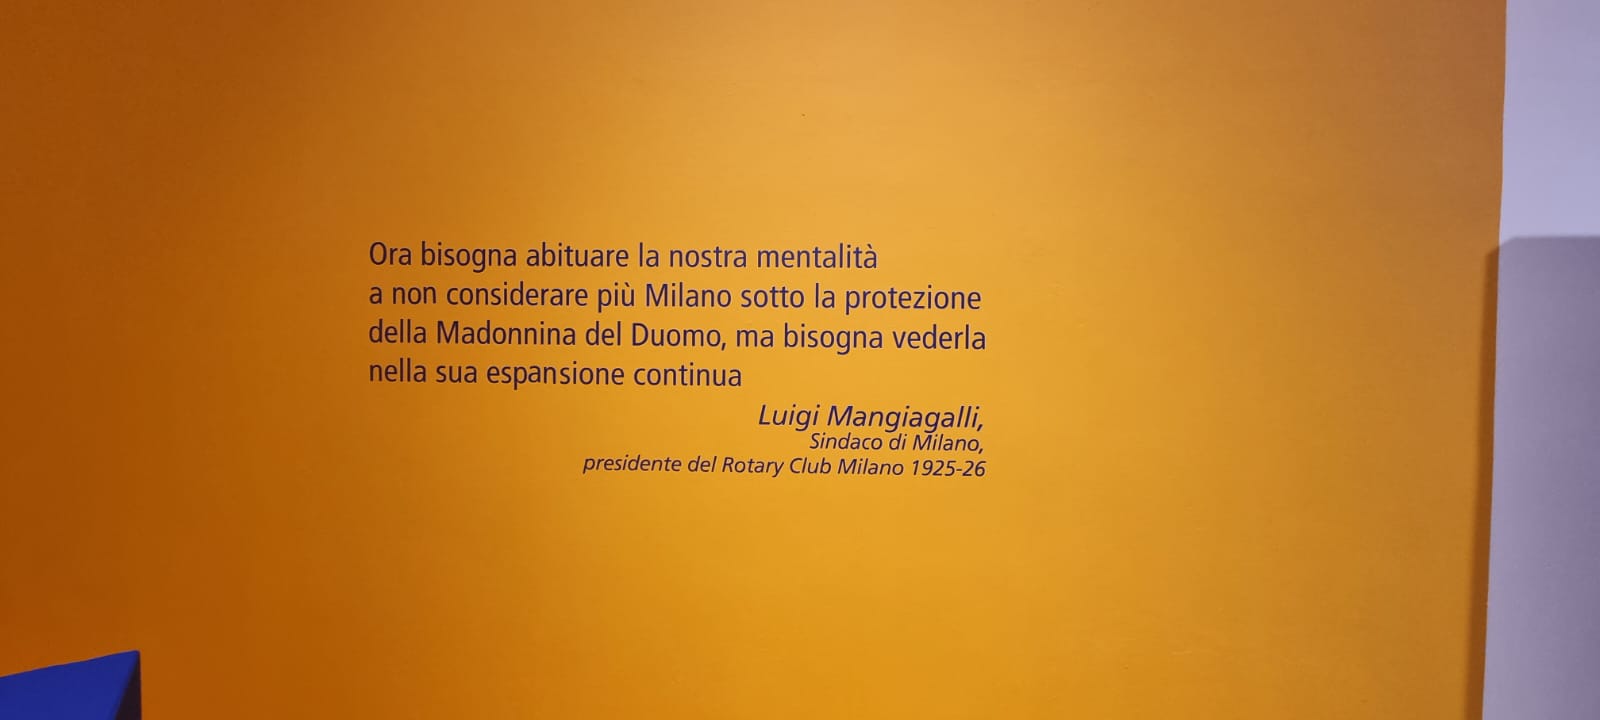 Ora bisogna abituare la nostra mentalità
a non considerare più Milano sotto la protezione
della Madonnina del Duomo, ma bisogna vederla
nella sua espansione continua
Luigi Mangiagalli,
Sindaco di Milano,
presidente del Rotary Club Milano 1925-26